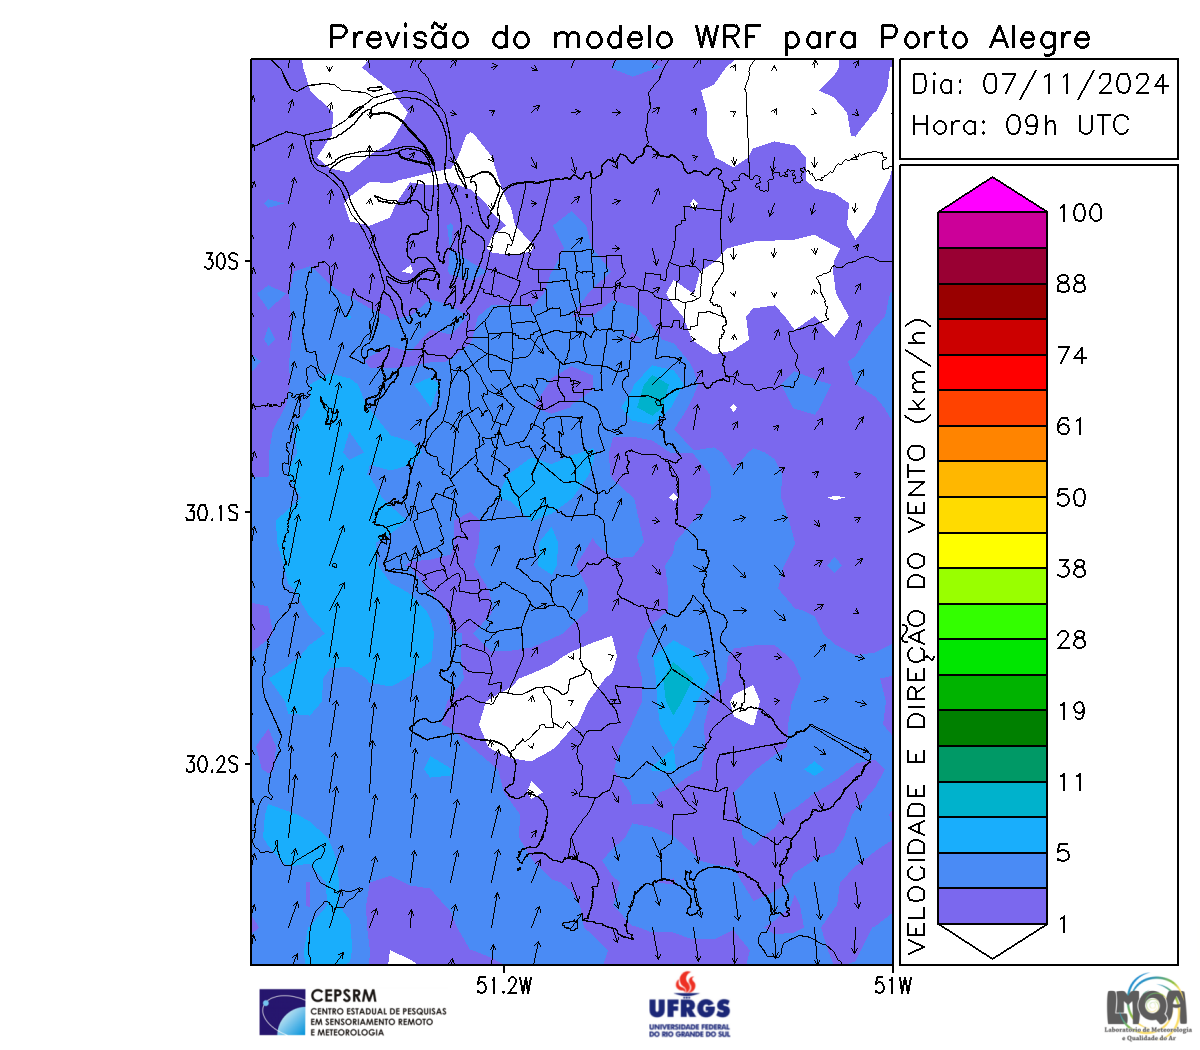 Previsão do modelo WRF para Porto Alegre
Dia: 07/11/2024
Hora: 09h UTC
30S
30.1S
30.2S
51.2W
51W
VELOCIDADE E DIREÇÃO DO VENTO (km/h)
100
88
74
61
50
38
28
19
11
5
1
CEPSRM
CENTRO ESTADUAL DE PESQUISAS
EM SENSORIAMENTO REMOTO
E METEOROLOGIA
UFRGS
UNIVERSIDADE FEDERAL
DO RIO GRANDE DO SUL
LMQA
Laboratório de Meteorologia
e Qualidade do Ar